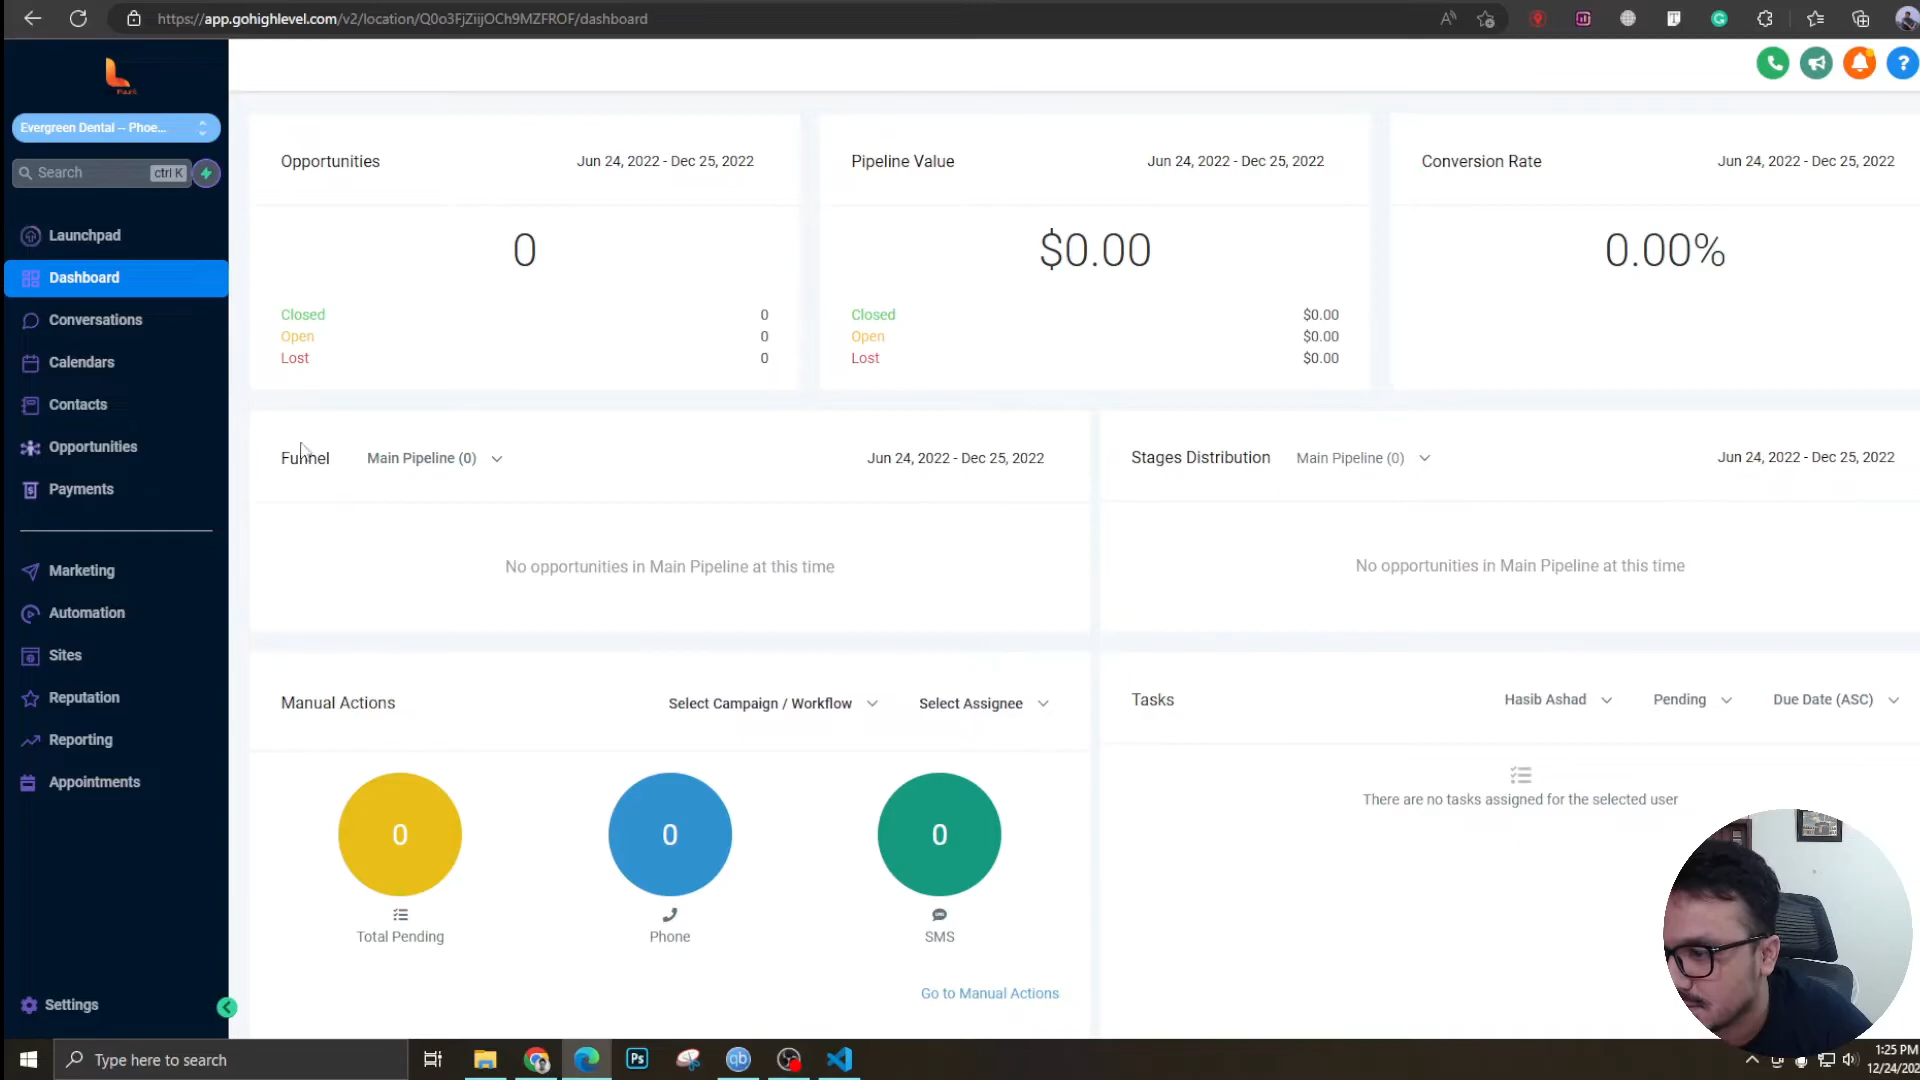 https://app.gohighlevel.com/v2/location/Q0o3FjZiijOCh9MZFROF/dashboard
Evergreen Dental -- Phoe...
Search
ctrl K
Launchpad
Dashboard
Conversations
Calendars
Contacts
Opportunities
Payments
Marketing
Automation
Sites
Reputation
Reporting
Appointments
Settings
Opportunities
Jun 24, 2022 - Dec 25, 2022
0
Closed 0
Open 0
Lost 0
Pipeline Value
Jun 24, 2022 - Dec 25, 2022
$0.00
Closed $0.00
Open $0.00
Lost $0.00
Conversion Rate
Jun 24, 2022 - Dec 25, 2022
0.00%
Funnel
Main Pipeline (0)
Jun 24, 2022 - Dec 25, 2022
No opportunities in Main Pipeline at this time
Stages Distribution
Main Pipeline (0)
Jun 24, 2022 - Dec 25, 2022
No opportunities in Main Pipeline at this time
Manual Actions
Select Campaign / Workflow
Select Assignee
0
Total Pending
0
Phone
0
SMS
Go to Manual Actions
Tasks
Hasib Ashad
Pending
Due Date (ASC)
There are no tasks assigned for the selected user
Type here to search
Ps
qb
1:25 PM
12/24/202